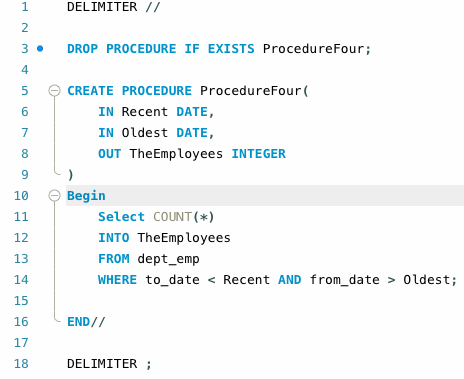 1 DELIMITER //
2
3 DROP PROCEDURE IF EXISTS ProcedureFour;
4
5 CREATE PROCEDURE ProcedureFour(
6 IN Recent DATE,
7 IN Oldest DATE,
8 OUT TheEmployees INTEGER
9 )
10 Begin
11 Select COUNT(*)
12 INTO TheEmployees
13 FROM dept_emp
14 WHERE to_date < Recent AND from_date > Oldest;
15
16 END//
17
18 DELIMITER ;